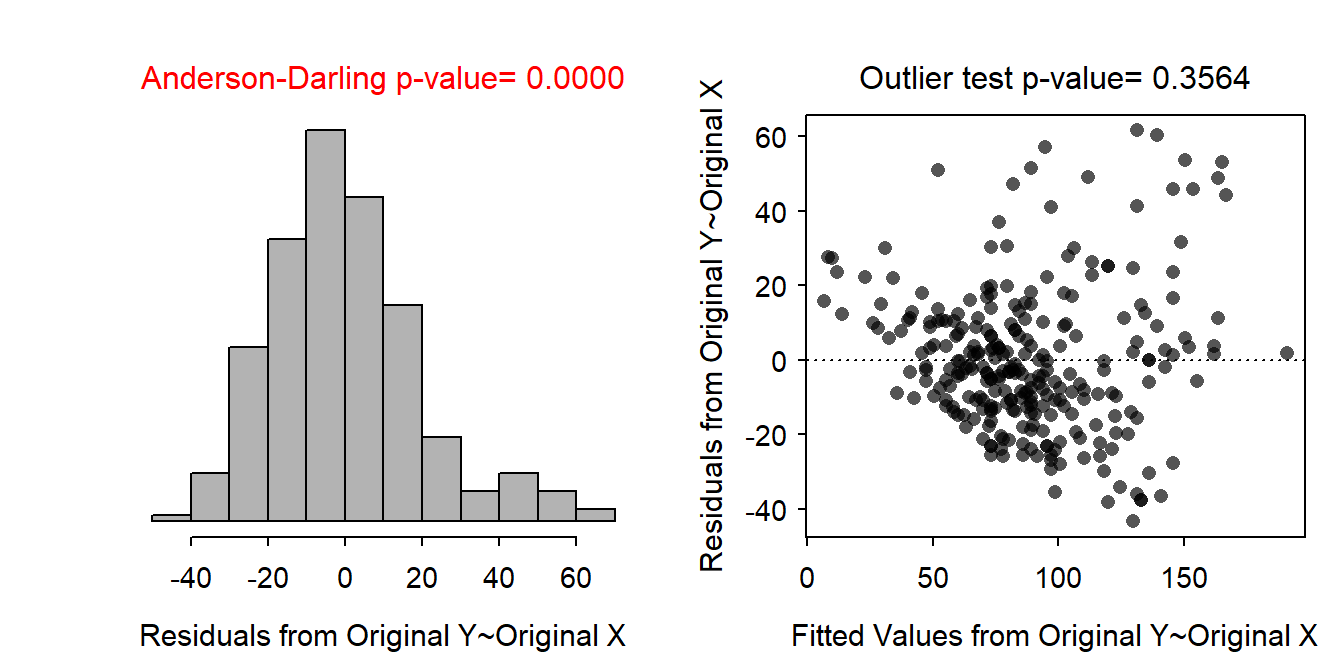 Anderson-Darling p-value= 0.0000
-40 -20 0 20 40 60
Residuals from Original Y~Original X
Outlier test p-value= 0.3564
Residuals from Original Y~Original X
60
40
20
0
-20
-40
0 50 100 150
Fitted Values from Original Y~Original X